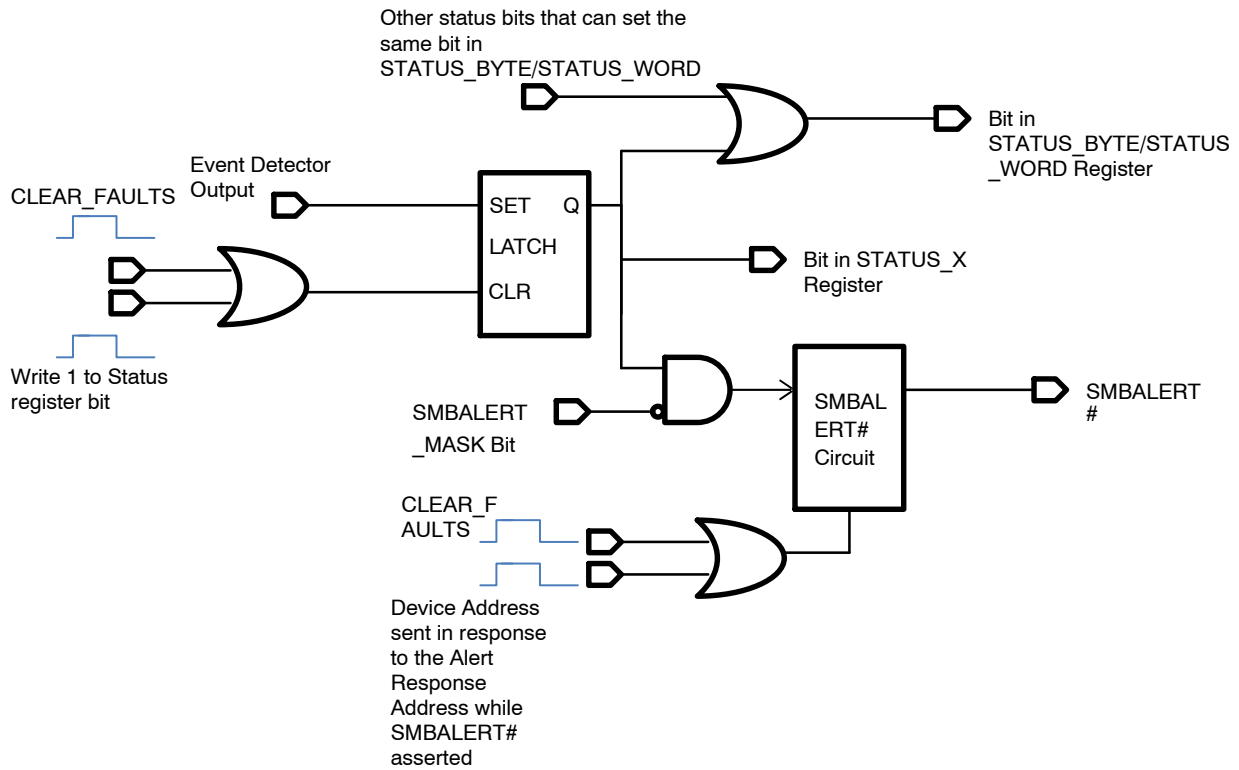 Other status bits that can set the
same bit in
STATUS_BYTE/STATUS_WORD
Bit in
STATUS_BYTE/STATUS
_WORD Register
Event Detector
Output
CLEAR_FAULTS
SET Q
LATCH
CLR
Bit in STATUS_X
Register
Write 1 to Status
register bit
SMBALERT
_MASK Bit
SMBAL
ERT#
Circuit
SMBALERT
#
CLEAR_F
AULTS
Device Address
sent in response
to the Alert
Response
Address while
SMBALERT#
asserted